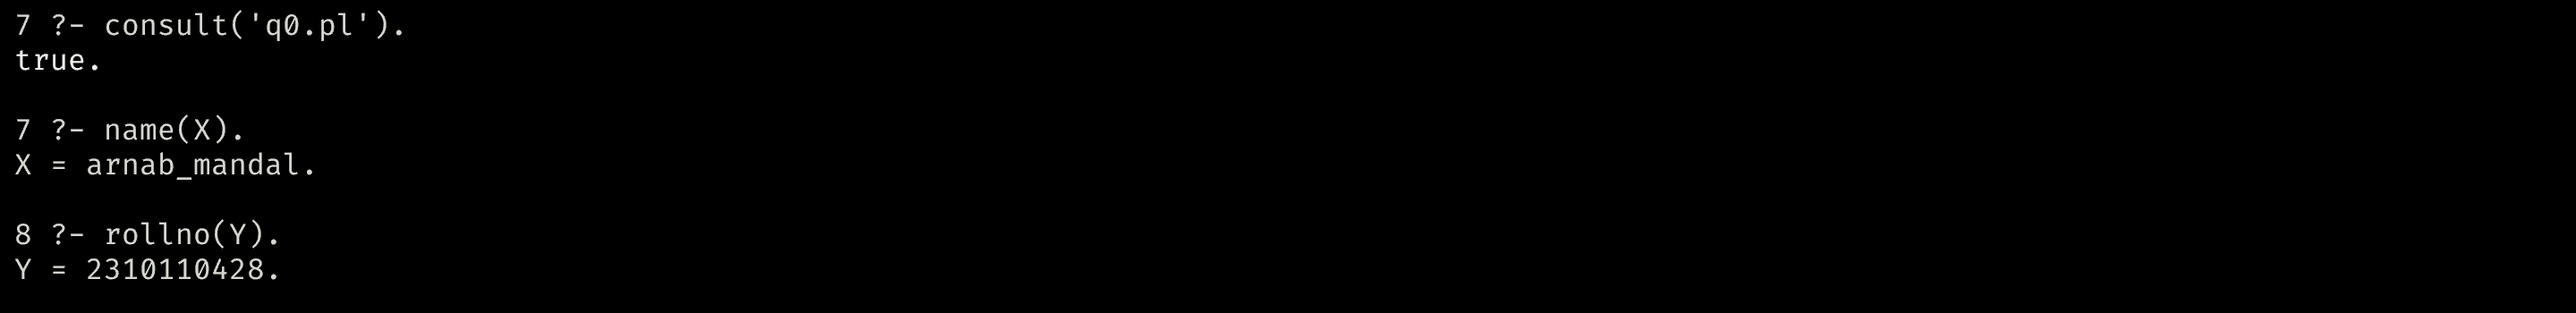 7 ?- consult('q0.pl').
true.
7 ?- name(X).
X = arnab_mandal.
8 ?- rollno(Y).
Y = 2310110428.